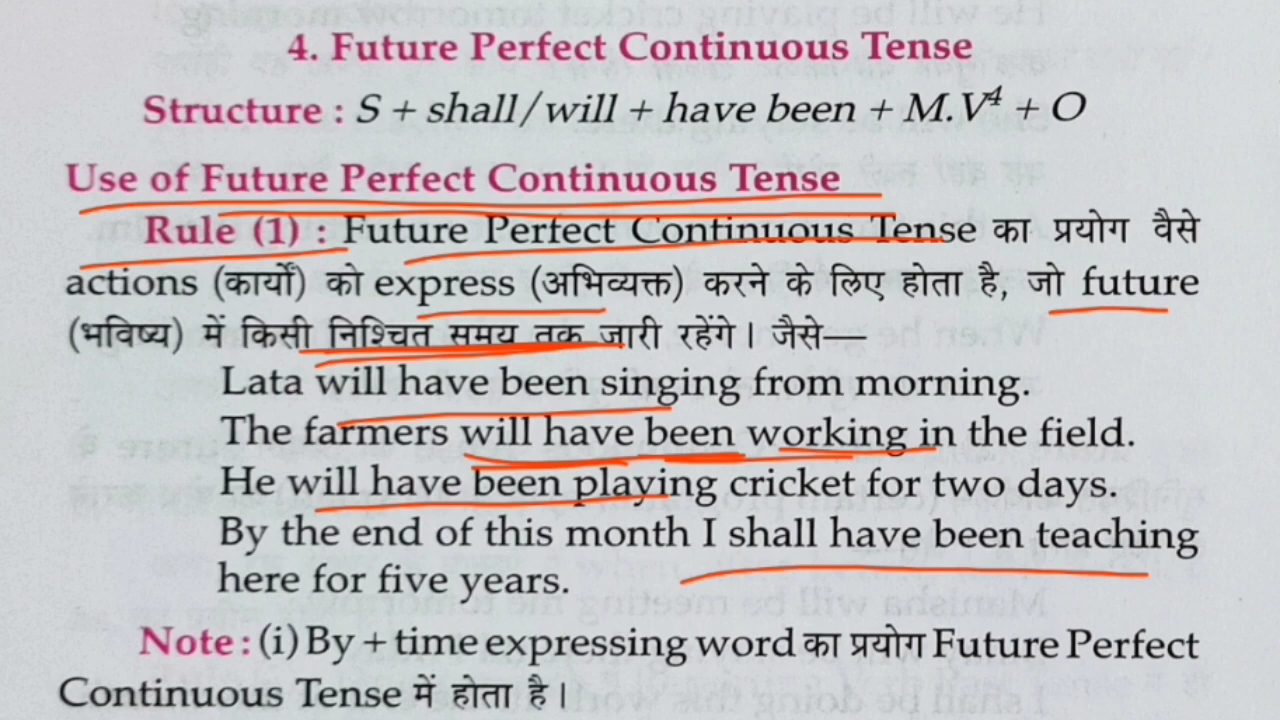 4. Future Perfect Continuous Tense
Structure : S + shall/will + have been + M.V⁴ + O
Use of Future Perfect Continuous Tense
Rule (1) : Future Perfect Continuous Tense का प्रयोग वैसे
actions (कार्यों) को express (अभिव्यक्त) करने के लिए होता है, जो future
(भविष्य) में किसी निश्चित समय तक जारी रहेंगे। जैसे—
Lata will have been singing from morning.
The farmers will have been working in the field.
He will have been playing cricket for two days.
By the end of this month I shall have been teaching
here for five years.
Note : (i) By + time expressing word का प्रयोग Future Perfect
Continuous Tense में होता है।